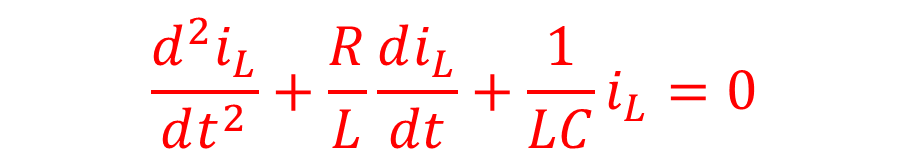 d²i_L/dt² + R/L di_L/dt + 1/LC i_L = 0